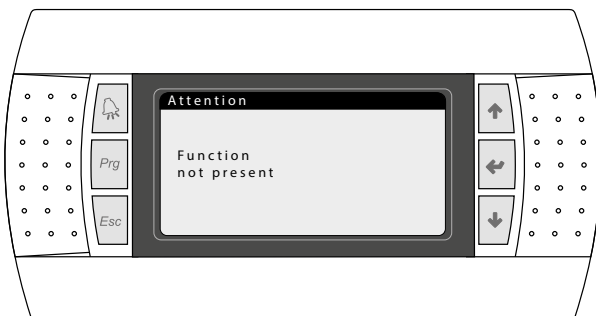 Attention
Function
not present
Prg
Esc